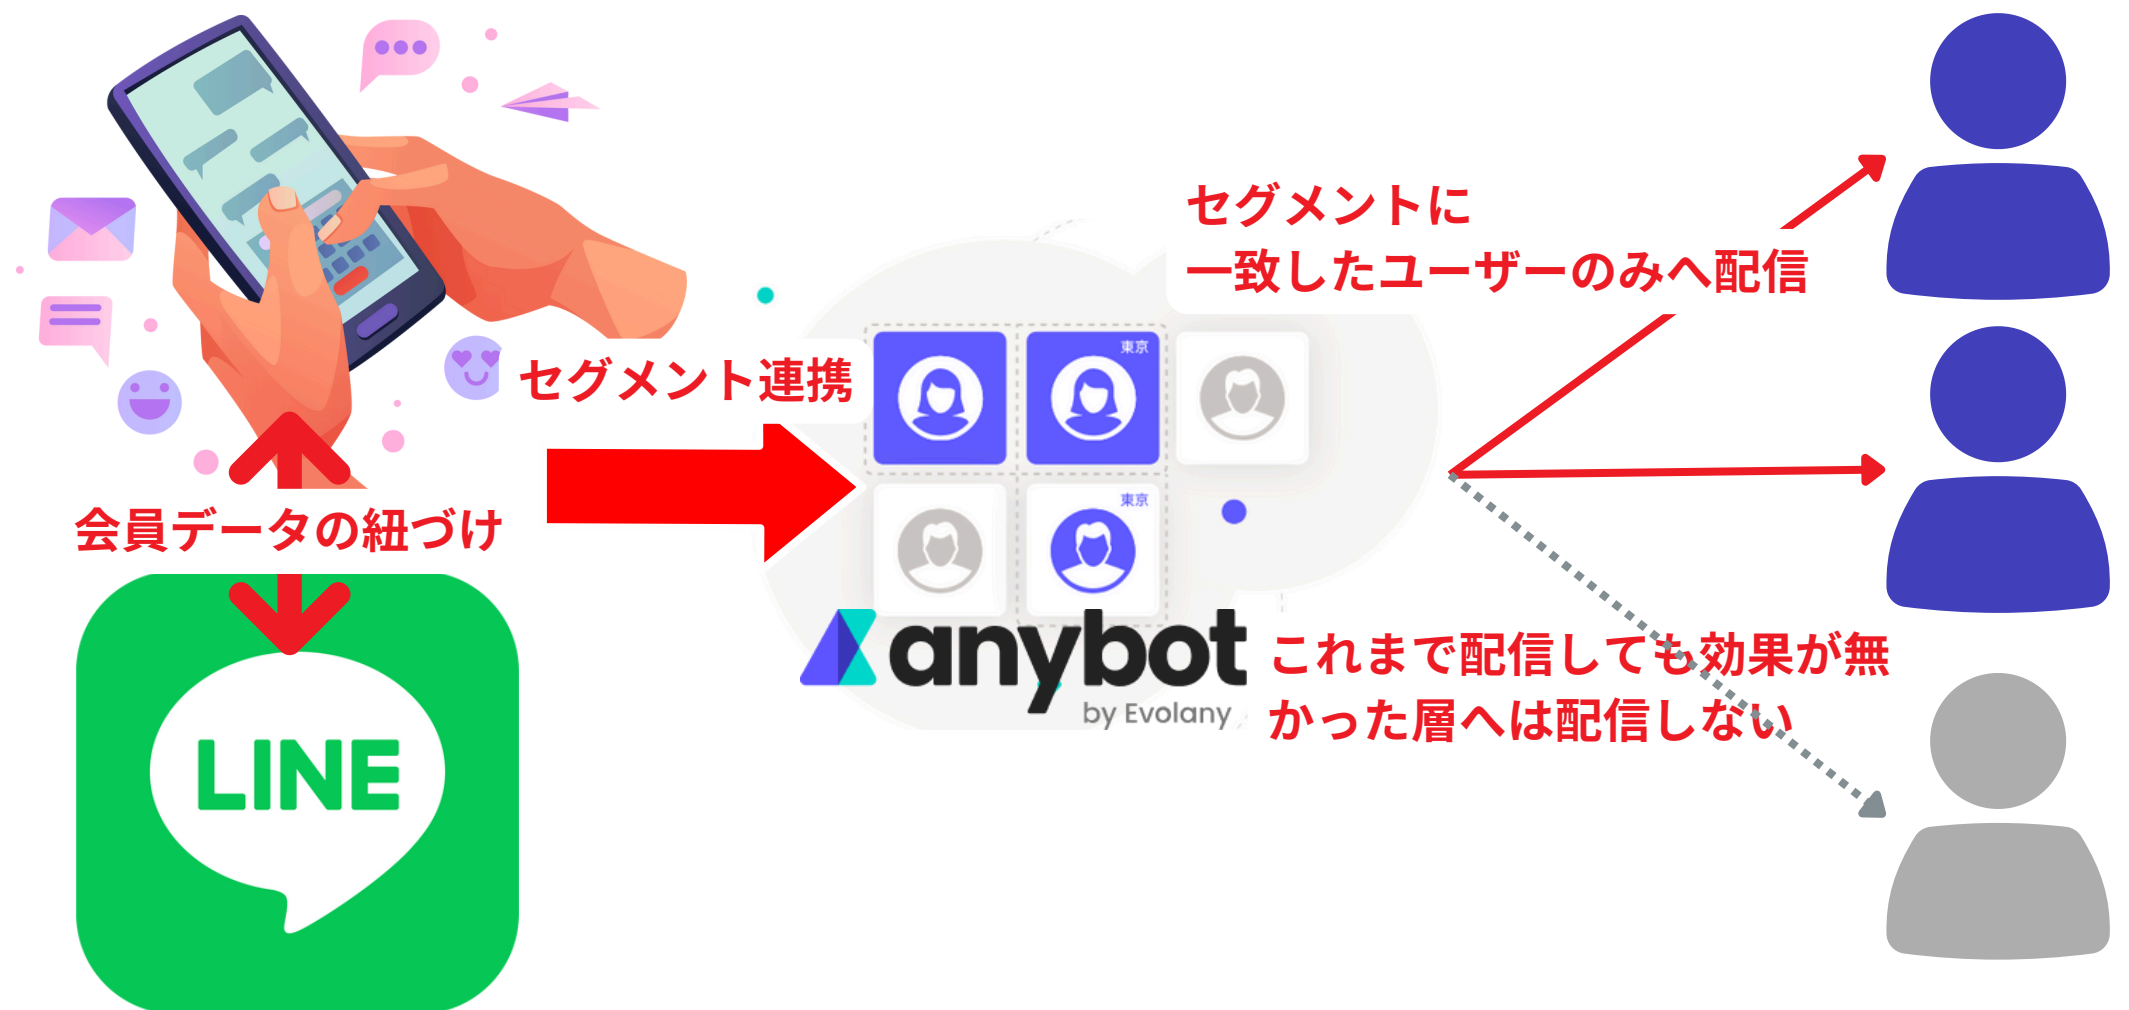 セグメントに
一致したユーザーのみへ配信
東京
セグメント連携
東京
会員データの紐づけ
anybot
by Evolany
これまで配信しても効果が無
かった層へは配信しない
LINE